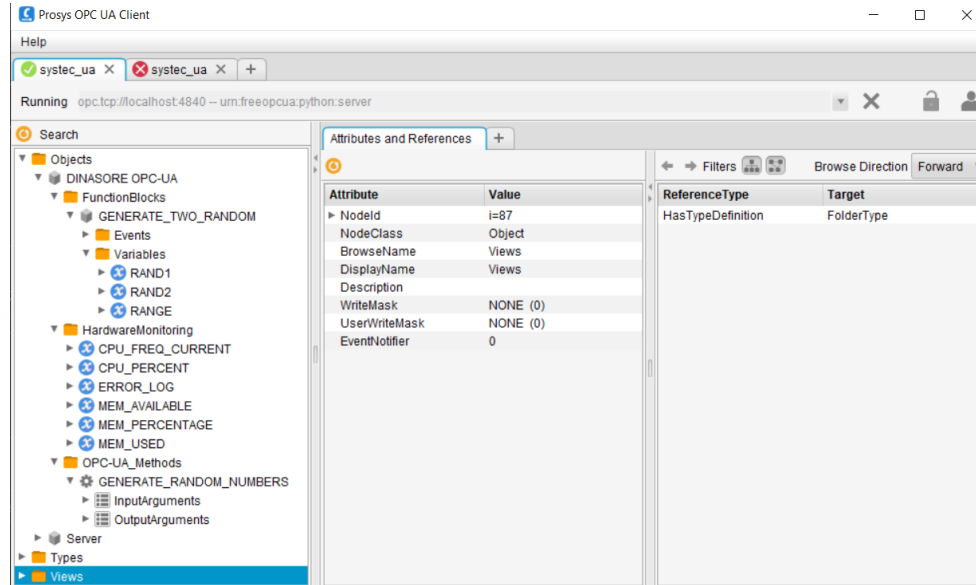 Prosys OPC UA Client
Help
systec_ua
systec_ua
+
Running opc.tcp://localhost:4840 -- urn:freeopcua:python:server
Search
Objects
DINASORE OPC-UA
FunctionBlocks
GENERATE_TWO_RANDOM
Events
Variables
RAND1
RAND2
RANGE
HardwareMonitoring
CPU_FREQ_CURRENT
CPU_PERCENT
ERROR_LOG
MEM_AVAILABLE
MEM_PERCENTAGE
MEM_USED
OPC-UA_Methods
GENERATE_RANDOM_NUMBERS
InputArguments
OutputArguments
Server
Types
Views
Attributes and References +
Attribute Value
NodeId i=87
NodeClass Object
BrowseName Views
DisplayName Views
Description
WriteMask NONE (0)
UserWriteMask NONE (0)
EventNotifier 0
Filters Browse Direction Forward
ReferenceType Target
HasTypeDefinition FolderType